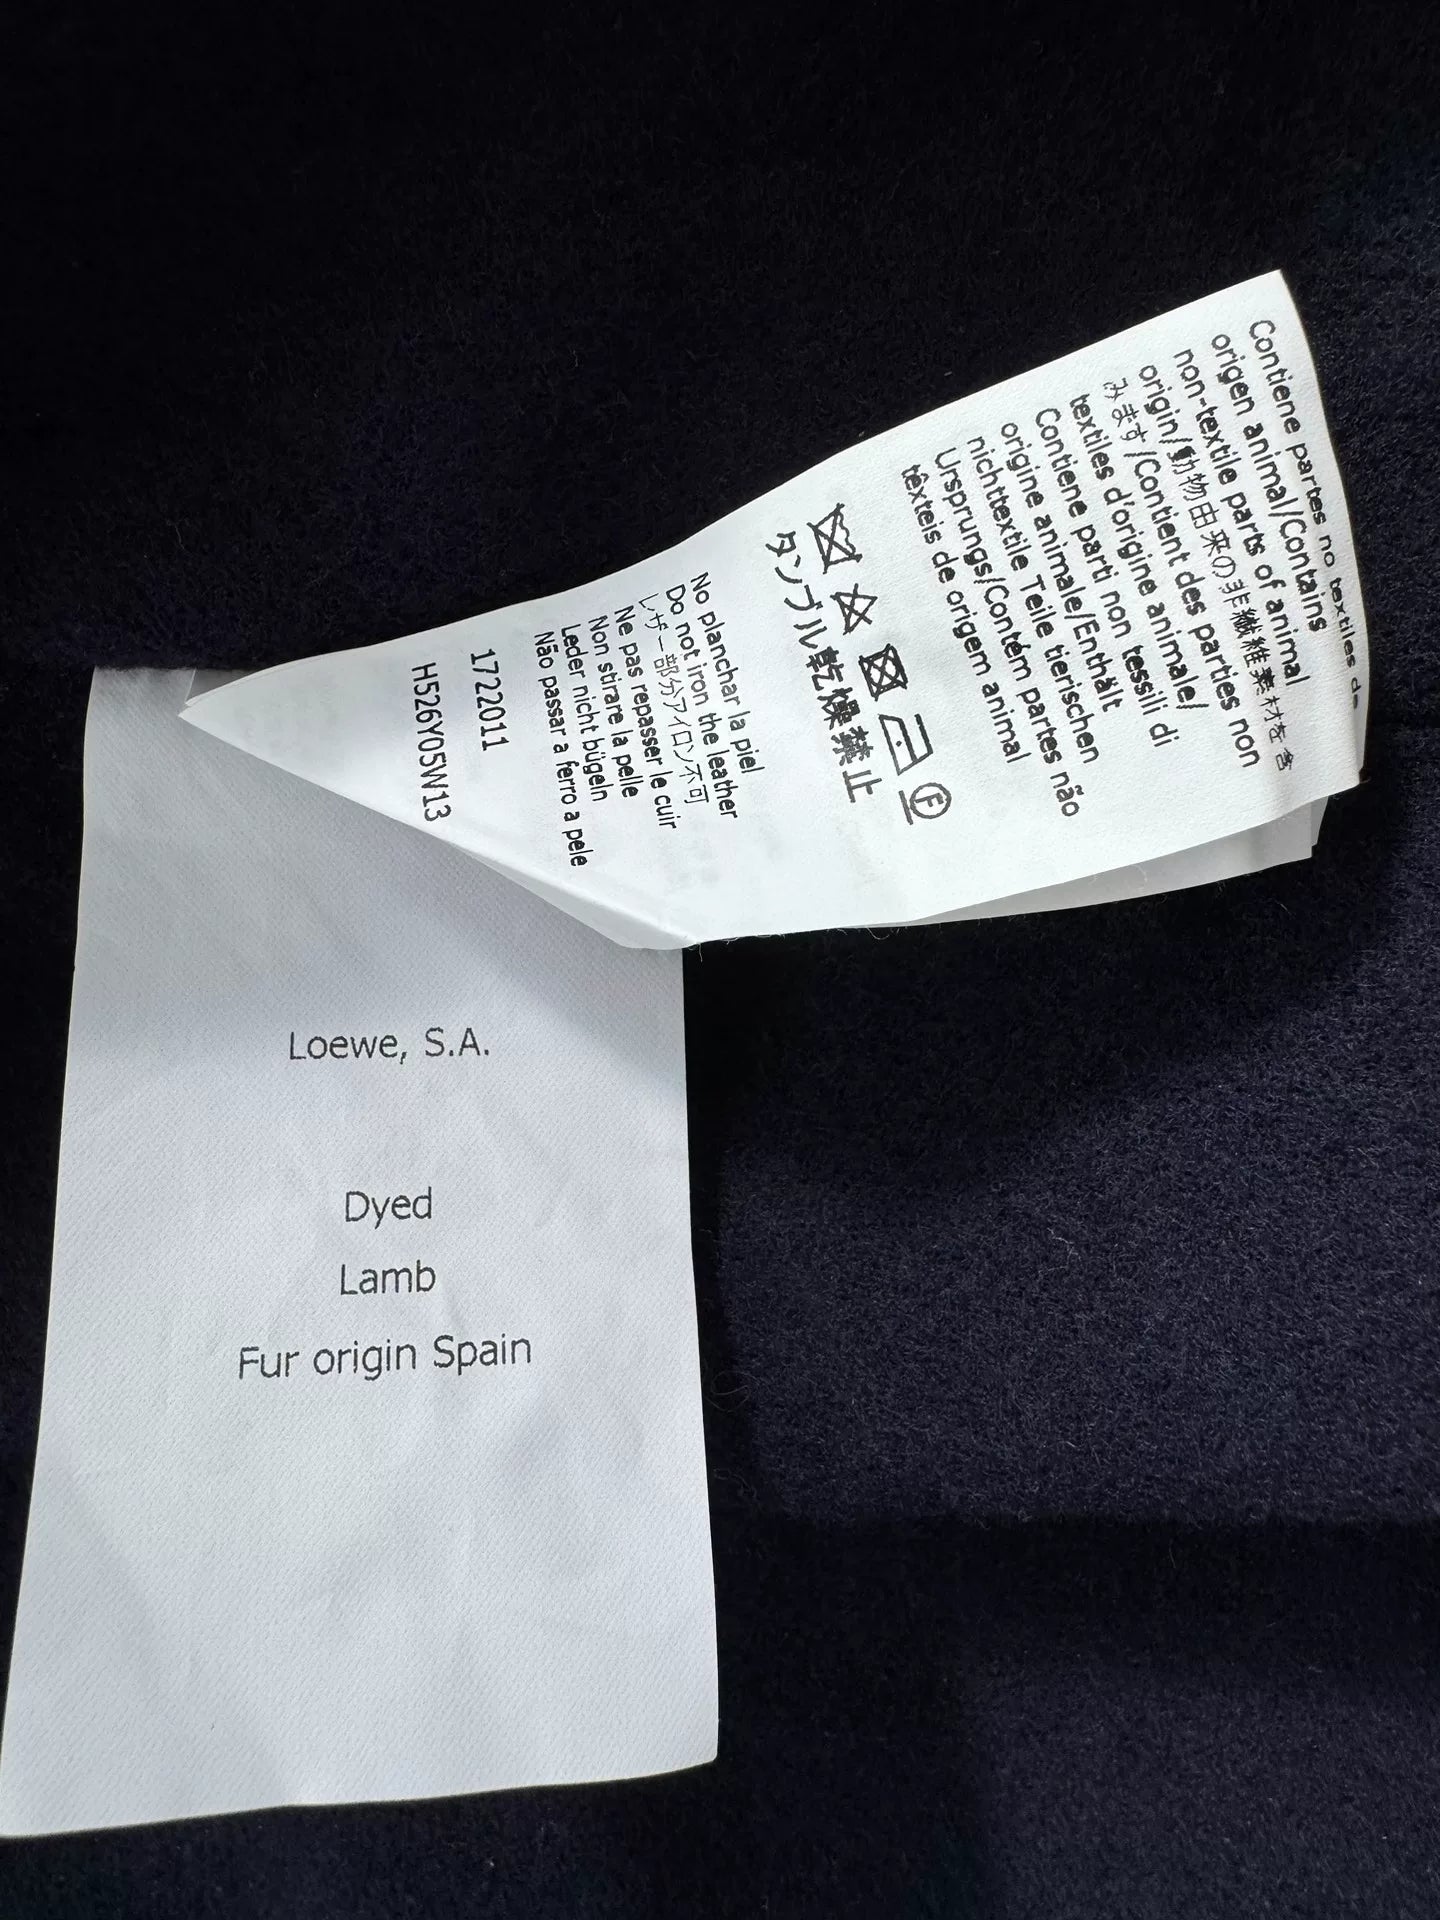 Contiene partes no textiles de
origen animal/Contains
non-textile parts of animal
origin/動物由来の非繊維素材を含
みます/Contient des parties non
textiles d'origine animale/
Contiene parti non tessili di
origine animale/Enthält
nichttextile Teile tierischen
Ursprungs/Contém partes não
têxteis de origem animal
F
タンブル乾燥禁止
No planchar la piel
Do not iron the leather
レザー部分アイロン不可
Ne pas repasser le cuir
Non stirare la pelle
Leder nicht bügeln
Não passar a ferro a pele
1722011
H526Y05W13
Loewe, S.A.
Dyed
Lamb
Fur origin Spain